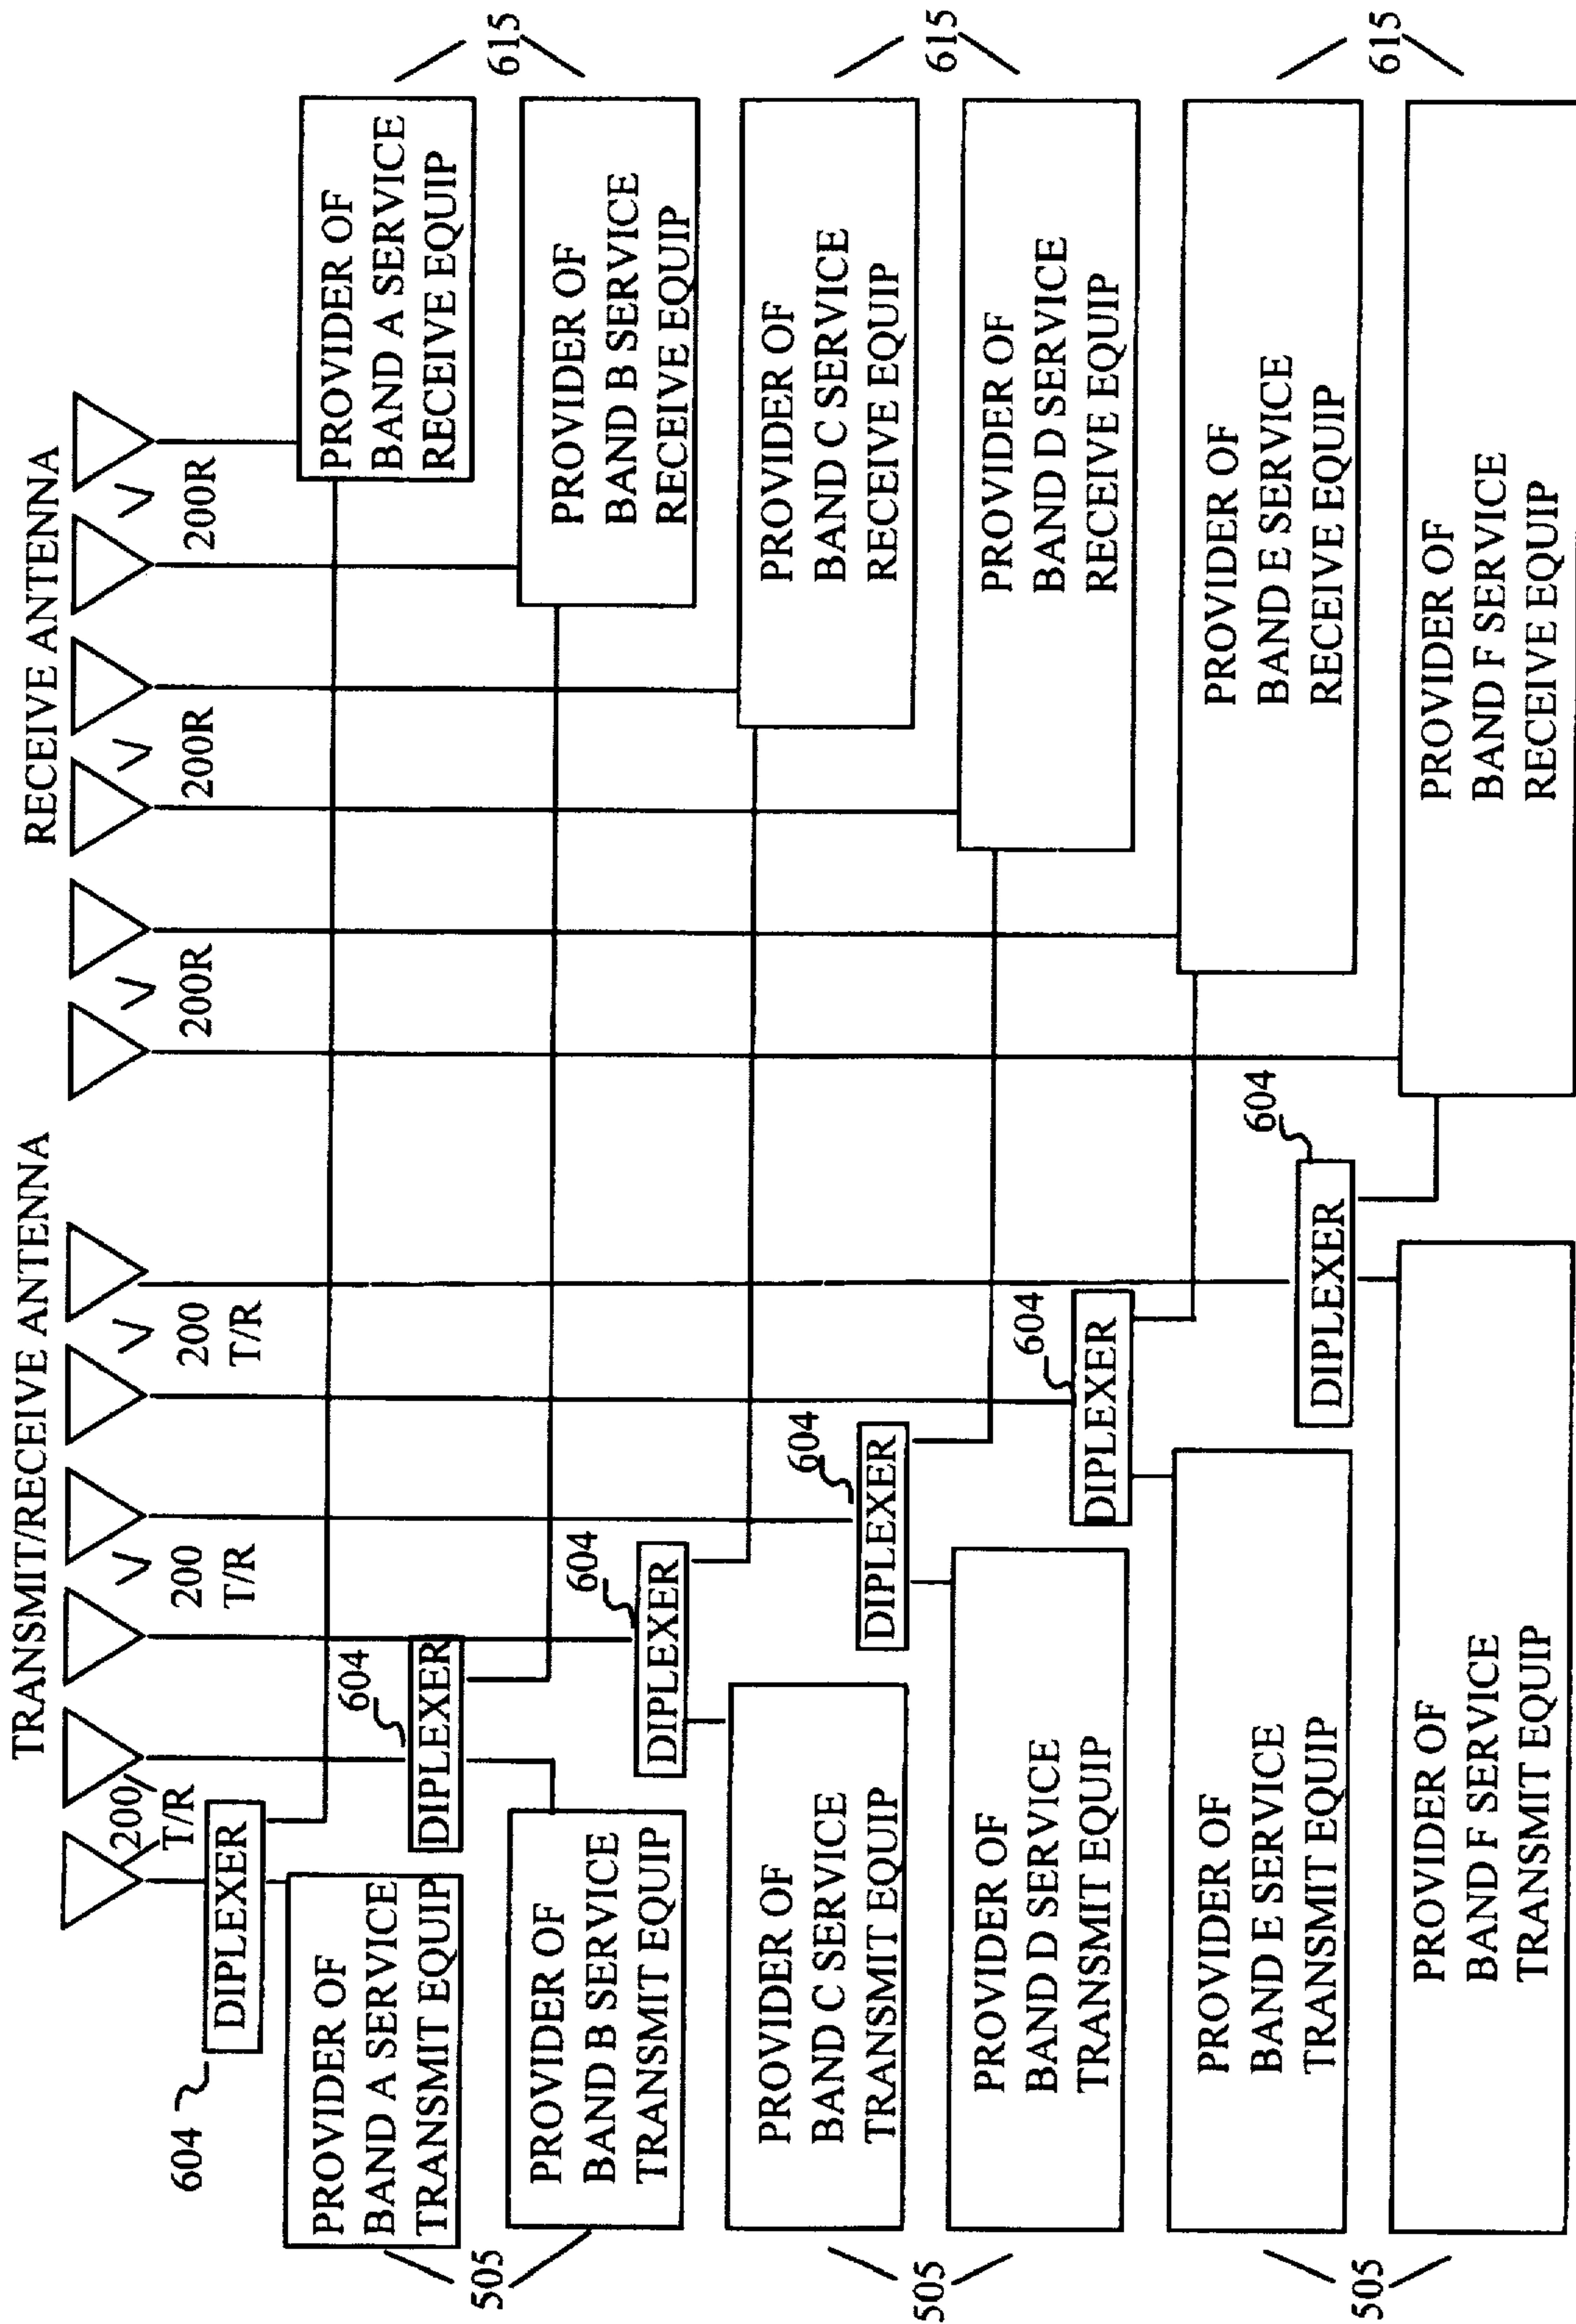 TRANSMIT/RECEIVE ANTENNA
RECEIVE ANTENNA
200
T/R
200
T/R
200
T/R
200R
200R
200R
604
DIPLEXER
604
DIPLEXER
604
DIPLEXER
604
DIPLEXER
604
DIPLEXER
604
DIPLEXER
505
PROVIDER OF
BAND A SERVICE
TRANSMIT EQUIP
PROVIDER OF
BAND B SERVICE
TRANSMIT EQUIP
505
PROVIDER OF
BAND C SERVICE
TRANSMIT EQUIP
PROVIDER OF
BAND D SERVICE
TRANSMIT EQUIP
505
PROVIDER OF
BAND E SERVICE
TRANSMIT EQUIP
PROVIDER OF
BAND F SERVICE
TRANSMIT EQUIP
PROVIDER OF
BAND A SERVICE
RECEIVE EQUIP
615
PROVIDER OF
BAND B SERVICE
RECEIVE EQUIP
PROVIDER OF
BAND C SERVICE
RECEIVE EQUIP
615
PROVIDER OF
BAND D SERVICE
RECEIVE EQUIP
PROVIDER OF
BAND E SERVICE
RECEIVE EQUIP
615
PROVIDER OF
BAND F SERVICE
RECEIVE EQUIP